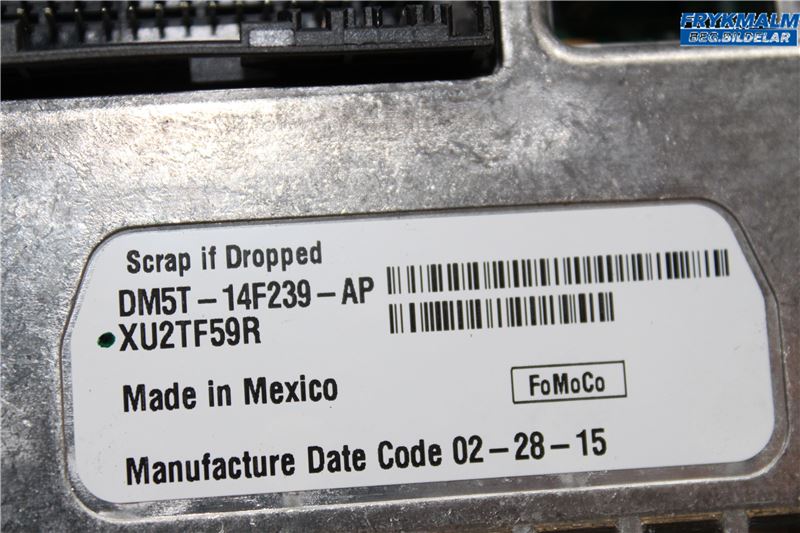 FRYKMALM
BEG.BILDELAR
Scrap if Dropped
DM5T-14F239-AP
XU2TF59R
Made in Mexico
FoMoCo
Manufacture Date Code 02-28-15